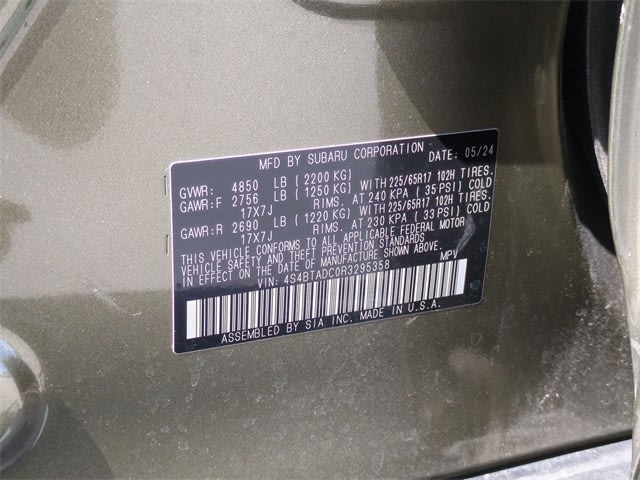 MFD BY SUBARU CORPORATION DATE: 05/24
GVWR: 4850 LB (2200 KG)
GAWR:F 2756 LB (1250 KG) WITH 225/65R17 102H TIRES.
17X7J RIMS. AT 240 KPA (35 PSI) COLD
GAWR:R 2690 LB (1220 KG) WITH 225/65R17 102H TIRES.
17X7J RIMS. AT 230 KPA (33 PSI) COLD
THIS VEHICLE CONFORMS TO ALL APPLICABLE FEDERAL MOTOR
VEHICLE SAFETY AND THEFT PREVENTION STANDARDS
IN EFFECT ON THE DATE OF MANUFACTURE SHOWN ABOVE.
VIN: 4S4BTADC0R3295358 MPV
ASSEMBLED BY SIA INC. MADE IN U.S.A.